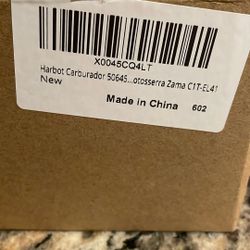 X0045CQ4LT
Harbot Carburador 50645...otosserra Zama C1T-EL41
New
Made in China 602